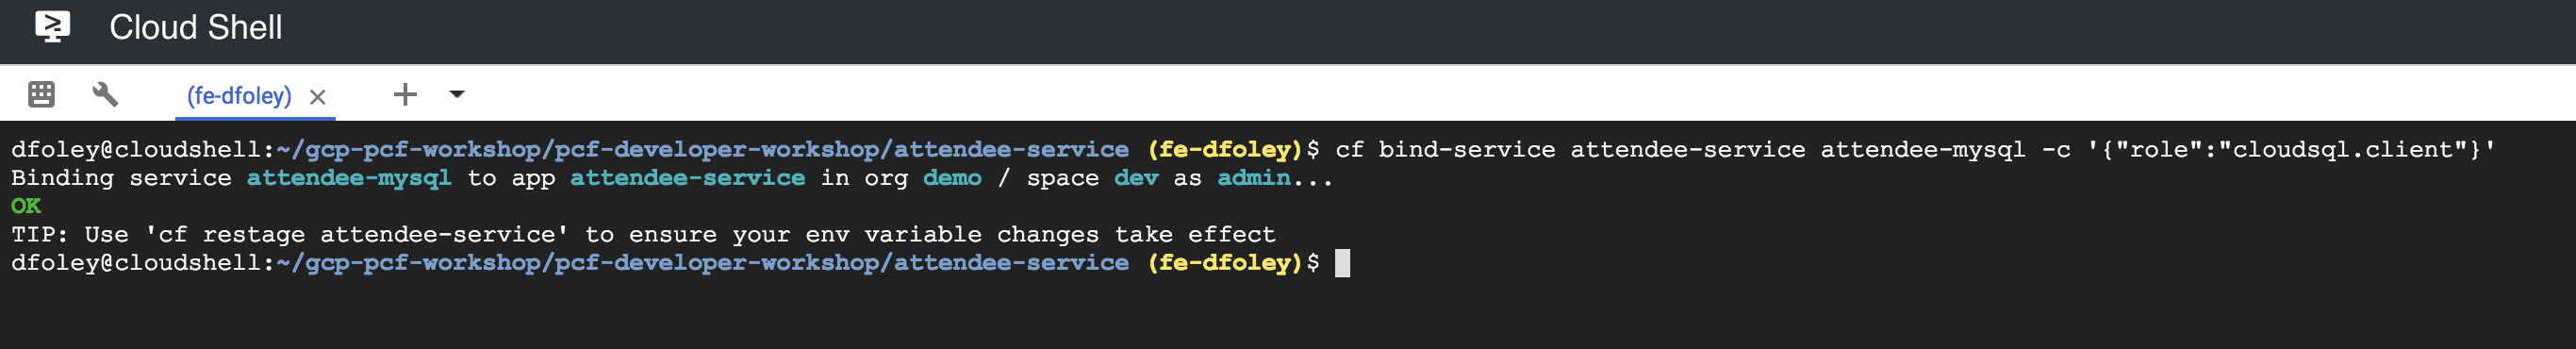 Cloud Shell
(fe-dfoley)
dfoley@cloudshell:~/gcp-pcf-workshop/pcf-developer-workshop/attendee-service (fe-dfoley)$ cf bind-service attendee-service attendee-mysql -c '{"role":"cloudsql.client"}'
Binding service attendee-mysql to app attendee-service in org demo / space dev as admin...
OK
TIP: Use 'cf restage attendee-service' to ensure your env variable changes take effect
dfoley@cloudshell:~/gcp-pcf-workshop/pcf-developer-workshop/attendee-service (fe-dfoley)$